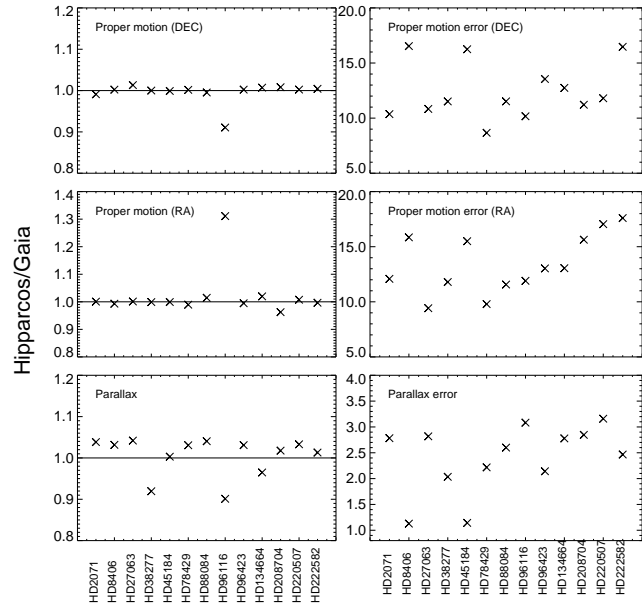 Hipparcos/Gaia
Proper motion (DEC)
1.2
1.1
1.0
0.9
0.8
Proper motion error (DEC)
20.0
15.0
10.0
5.0
Proper motion (RA)
1.4
1.3
1.2
1.1
1.0
0.9
0.8
Proper motion error (RA)
20.0
15.0
10.0
5.0
Parallax
1.2
1.1
1.0
0.9
0.8
Parallax error
4.0
3.5
3.0
2.5
2.0
1.5
1.0
HD2071
HD8406
HD27063
HD38277
HD45184
HD78429
HD88084
HD96116
HD96423
HD134664
HD208704
HD220507
HD222582
HD2071
HD8406
HD27063
HD38277
HD45184
HD78429
HD88084
HD96116
HD96423
HD134664
HD208704
HD220507
HD222582